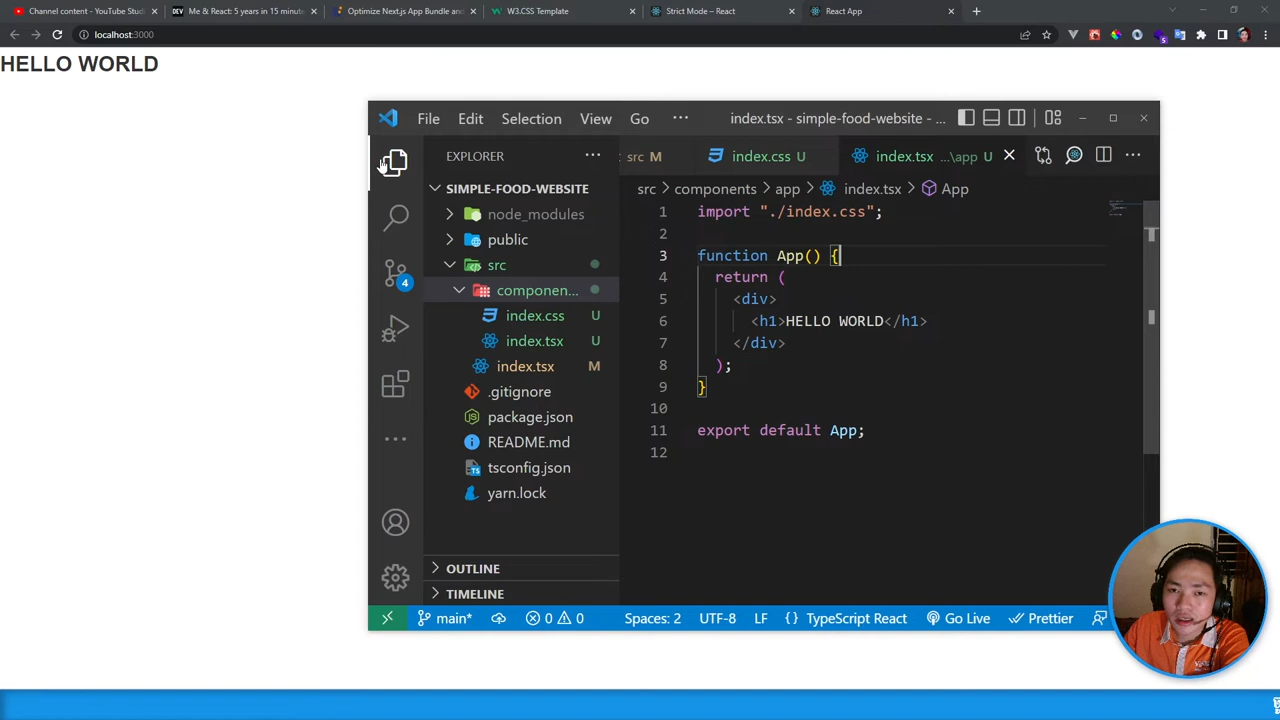 Channel content - YouTube Studi
Me & React: 5 years in 15 minute
Optimize Next.js App Bundle and
W3.CSS Template
Strict Mode – React
React App
localhost:3000
HELLO WORLD
File Edit Selection View Go ··· index.tsx - simple-food-website - ...
EXPLORER
src M
index.css U
index.tsx ...\app U
SIMPLE-FOOD-WEBSITE
node_modules
public
src
componen...
index.css U
index.tsx U
index.tsx M
.gitignore
package.json
README.md
tsconfig.json
yarn.lock
OUTLINE
TIMELINE
4
src > components > app > index.tsx > App
1 import "./index.css";
2
3 function App() {
4 return (
5 <div>
6 <h1>HELLO WORLD</h1>
7 </div>
8 );
9 }
10
11 export default App;
12
main* 0 0 Spaces: 2 UTF-8 LF { } TypeScript React Go Live Prettier